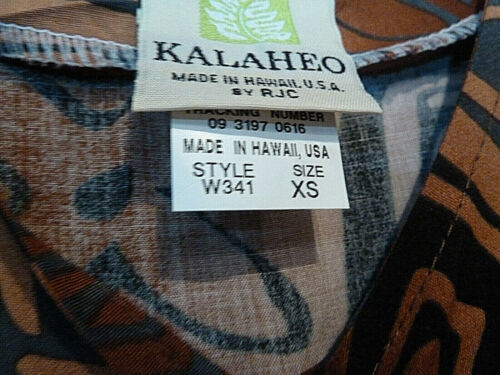 KALAHEO
MADE IN HAWAII, U.S.A.
BY RJC
TRACKING NUMBER
09 3197 0616
MADE IN HAWAII, USA
STYLE SIZE
W341 XS